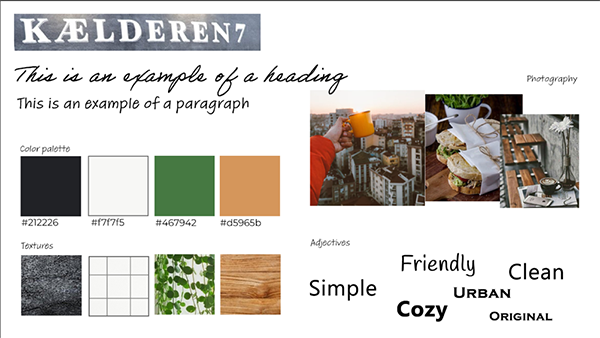 KÆLDEREN7
This is an example of a heading
This is an example of a paragraph
Photography
Color palette
#212226 #f7f7f5 #467942 #d5965b
Textures
Adjectives
Friendly
Clean
Simple
URBAN
Cozy
ORIGINAL